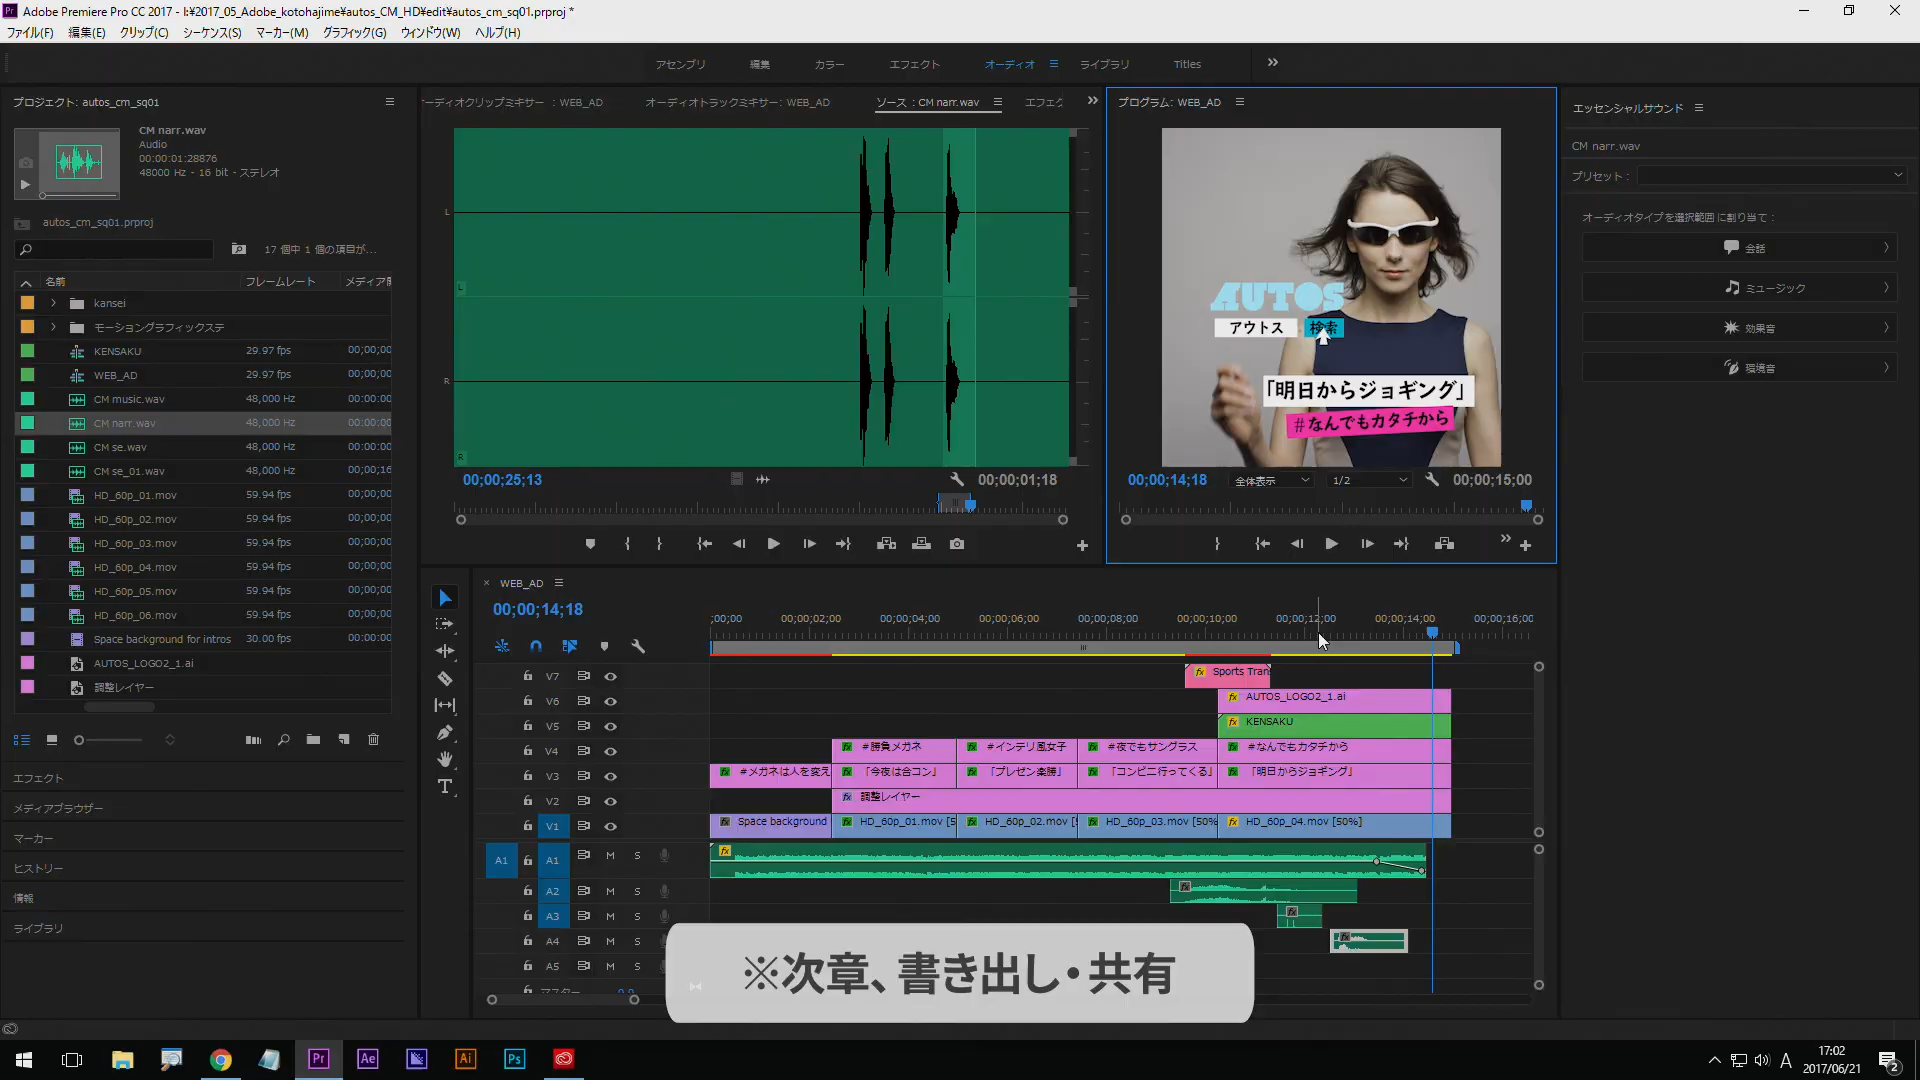 Adobe Premiere Pro CC 2017 - I:¥2017_05_Adobe_kotohajime¥autos_CM_HD¥edit¥autos_cm_sq01.prproj *
ファイル(F) 編集(E) クリップ(C) シーケンス(S) マーカー(M) グラフィック(G) ウィンドウ(W) ヘルプ(H)
アセンブリ 編集 カラー エフェクト オーディオ ライブラリ Titles
プロジェクト: autos_cm_sq01
CM narr.wav
Audio
00:00:01:28876
48000 Hz - 16 bit - ステレオ
autos_cm_sq01.prproj
17 個中 1 個の項目が...
名前 フレームレート メディア開
kansei
モーショングラフィックステ
KENSAKU 29.97 fps 00;00;00
WEB_AD 29.97 fps 00;00;00
CM music.wav 48,000 Hz 00:00:00
CM narr.wav 48,000 Hz 00:00:00
CM se.wav 48,000 Hz 00:00:00
CM se_01.wav 48,000 Hz 00;00;16
HD_60p_01.mov 59.94 fps 00;00;00
HD_60p_02.mov 59.94 fps 00;00;00
HD_60p_03.mov 59.94 fps 00;00;00
HD_60p_04.mov 59.94 fps 00;00;00
HD_60p_05.mov 59.94 fps 00;00;00
HD_60p_06.mov 59.94 fps 00;00;00
Space background for intros 30.00 fps 00:00:00
AUTOS_LOGO2_1.ai
調整レイヤー
エフェクト
メディアブラウザー
マーカー
ヒストリー
情報
ライブラリ
ーディオクリップミキサー : WEB_AD オーディオトラックミキサー: WEB_AD ソース : CM narr.wav エフェク
L
L
R
R
00;00;25;13 00;00;01;18
プログラム: WEB_AD
AUTOS
アウトス 検索
「明日からジョギング」
#なんでもカタチから
00;00;14;18 全体表示 1/2 00;00;15;00
エッセンシャルサウンド
CM narr.wav
プリセット :
オーディオタイプを選択範囲に割り当て :
会話
ミュージック
効果音
環境音
WEB_AD
00;00;14;18
;00;00 00;00;02;00 00;00;04;00 00;00;06;00 00;00;08;00 00;00;10;00 00;00;12;00 00;00;14;00 00;00;16;00
V7 fx Sports Tran
V6 fx AUTOS_LOGO2_1.ai
V5 fx KENSAKU
V4 fx #勝負メガネ fx #インテリ風女子 fx #夜でもサングラス fx #なんでもカタチから
V3 fx #メガネは人を変え fx 「今夜は合コン」 fx 「プレゼン楽勝」 fx 「コンビニ行ってくる」 fx 「明日からジョギング」
V2 fx 調整レイヤー
V1 fx Space background fx HD_60p_01.mov [5 fx HD_60p_02.mov [ fx HD_60p_03.mov [50% fx HD_60p_04.mov [50%]
A1 A1 M S fx
A2 M S fx
A3 M S fx
A4 M S fx
A5 M S
マスター 0.0
※次章、書き出し・共有
Pr Ae Ai Ps
A 17:02
2017/06/21 2